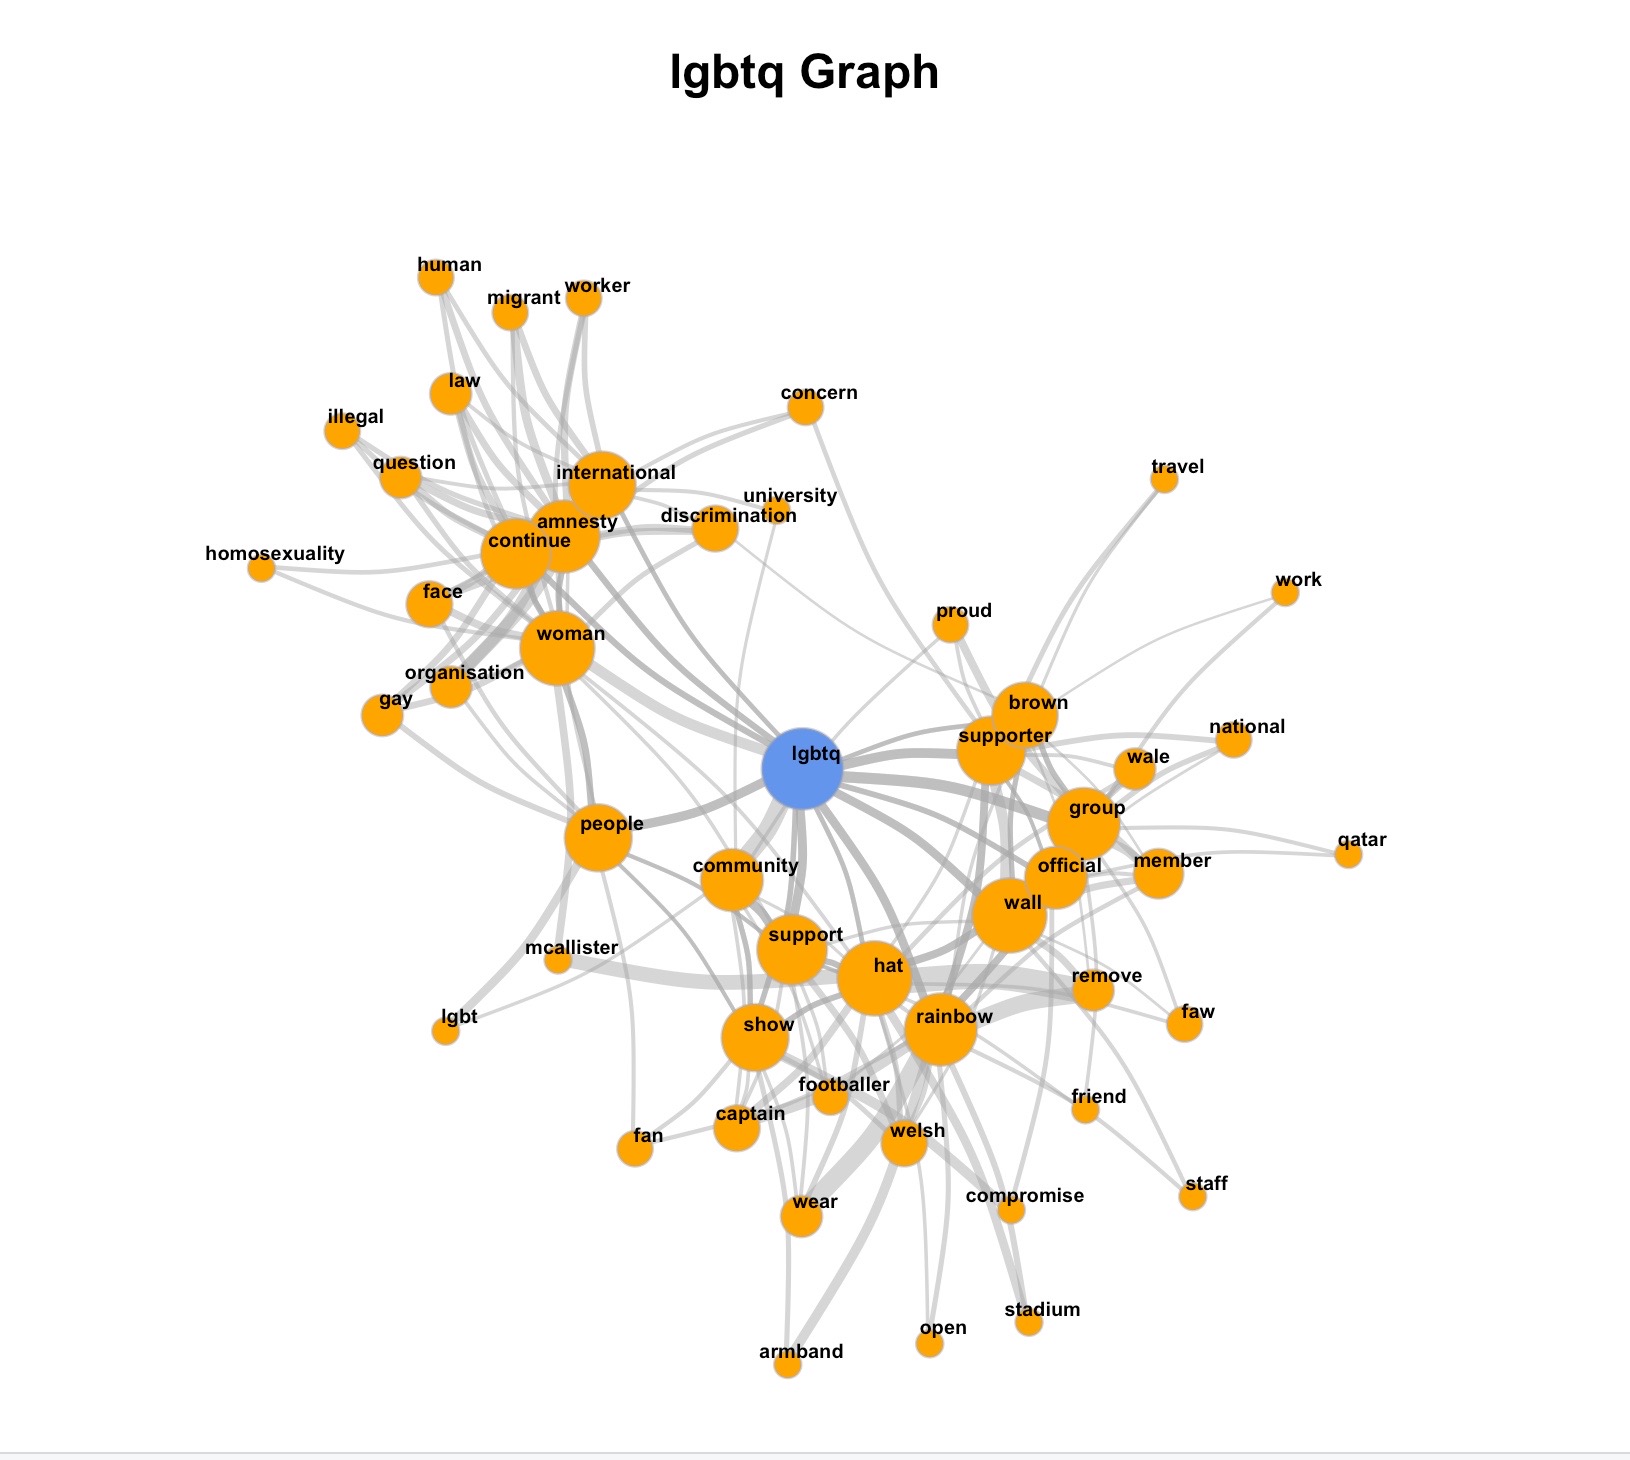 lgbtq Graph
human
worker
migrant
law
concern
illegal
question
travel
international
university
discrimination
amnesty
continue
homosexuality
work
face
proud
woman
organisation
gay
brown
national
supporter
lgbtq
wale
group
people
qatar
member
community
official
wall
support
mcallister
hat
remove
faw
lgbt
rainbow
show
footballer
friend
captain
welsh
fan
staff
compromise
wear
stadium
open
armband